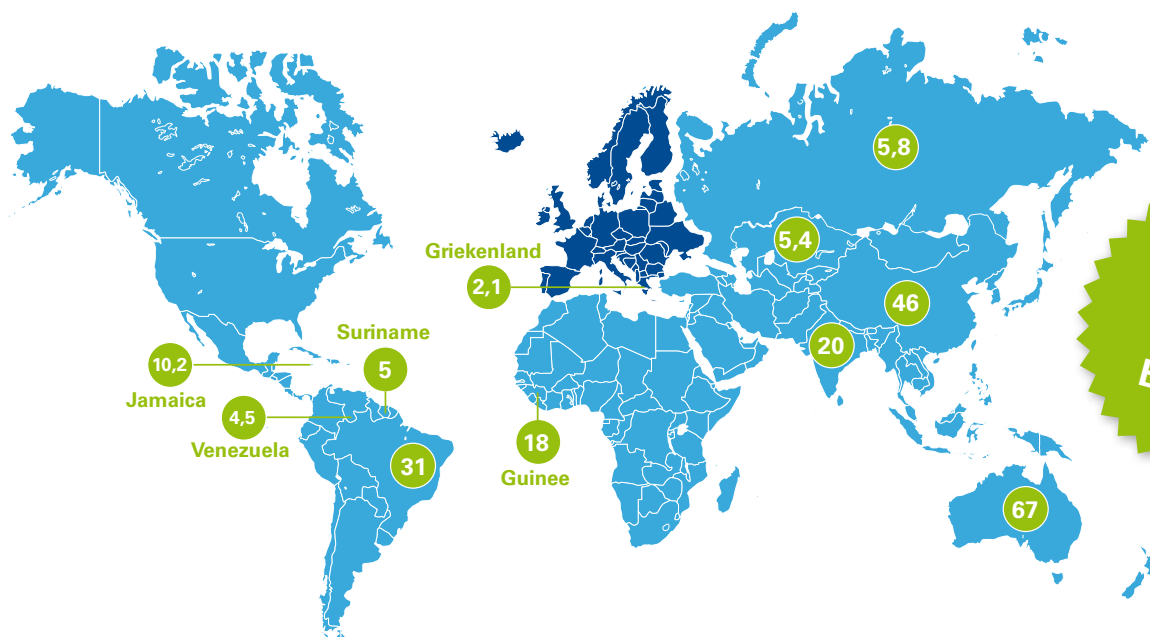 5,8
5,4
Griekenland
2,1
46
Suriname
20
10,2
5
Jamaica
4,5
Venezuela
18
31
Guinee
67